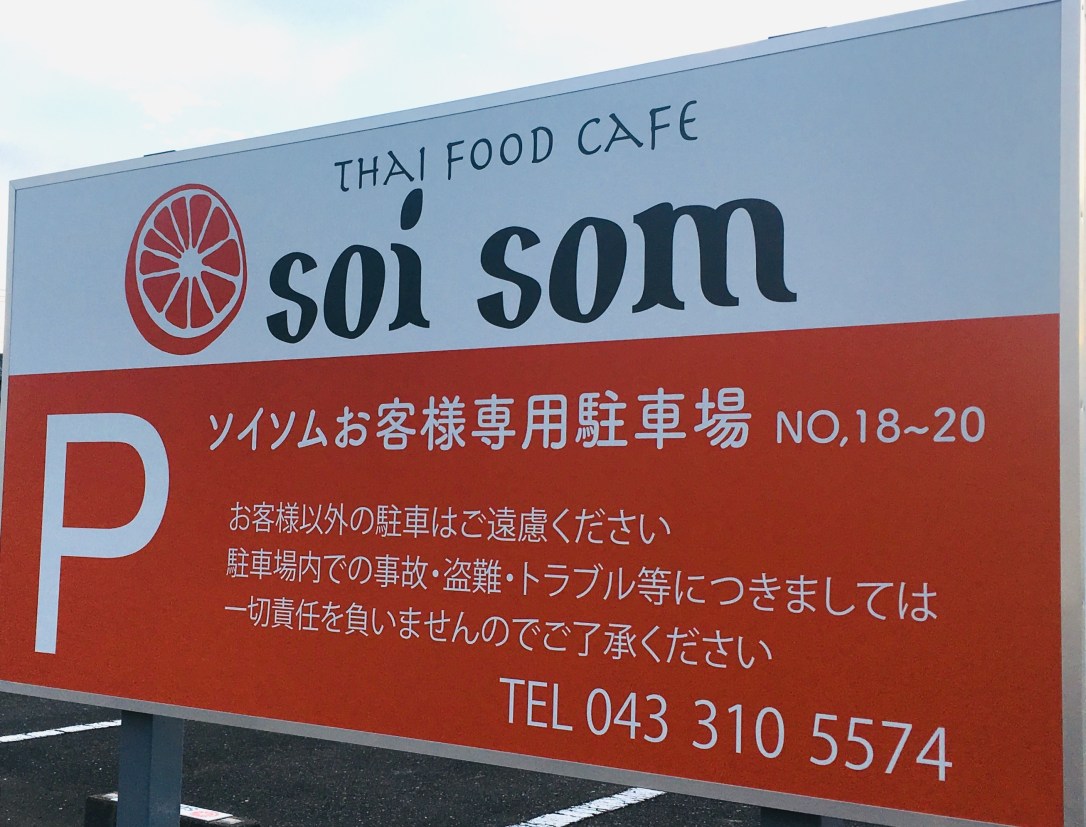 THAI FOOD CAFE
soi som
P
ソイソムお客様専用駐車場 NO,18~20
お客様以外の駐車はご遠慮ください
駐車場内での事故・盗難・トラブル等につきましては
一切責任を負いませんのでご了承ください
TEL 043 310 5574